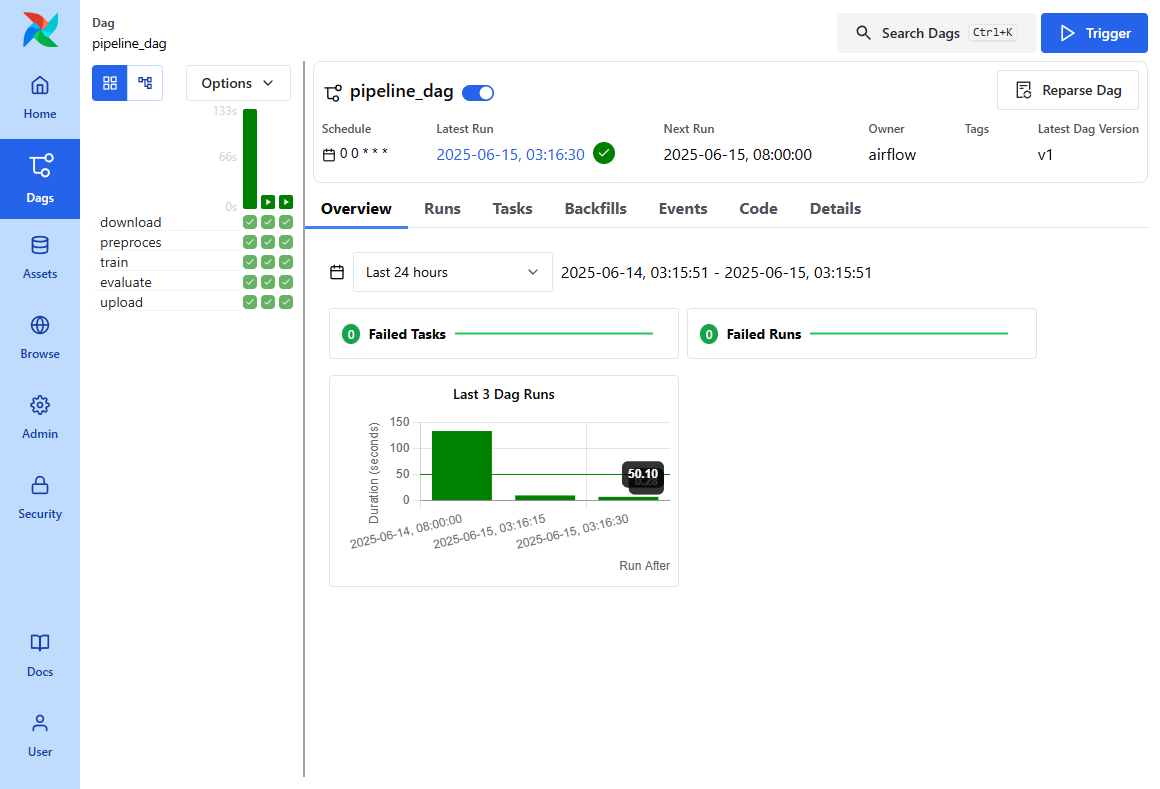 Dag
pipeline_dag
Search Dags Ctrl+K
Trigger
Home
Dags
Assets
Browse
Admin
Security
Docs
User
Options
133s
66s
0s
download
preproces
train
evaluate
upload
pipeline_dag
Reparse Dag
Schedule Latest Run Next Run Owner Tags Latest Dag Version
0 0 * * * 2025-06-15, 03:16:30 2025-06-15, 08:00:00 airflow v1
Overview Runs Tasks Backfills Events Code Details
Last 24 hours 2025-06-14, 03:15:51 - 2025-06-15, 03:15:51
0 Failed Tasks
0 Failed Runs
Last 3 Dag Runs
Duration (seconds)
150
100
50
0
50.10
0.28
2025-06-14, 08:00:00
2025-06-15, 03:16:15
2025-06-15, 03:16:30
Run After